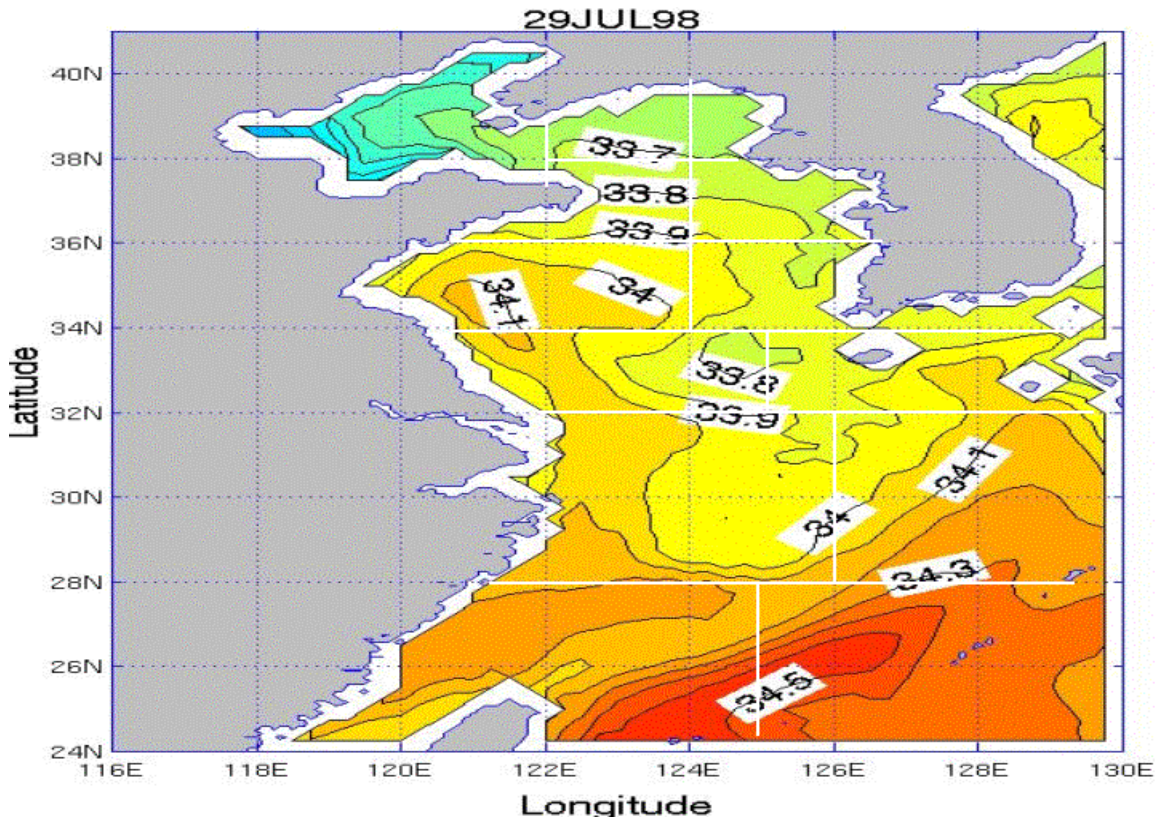 29JUL98
40N
38N
36N
34N
32N
30N
28N
26N
24N
Latitude
33.7
33.8
33.9
34
34.1
33.8
33.9
34.1
34
34.3
34.5
116E 118E 120E 122E 124E 126E 128E 130E
Longitude